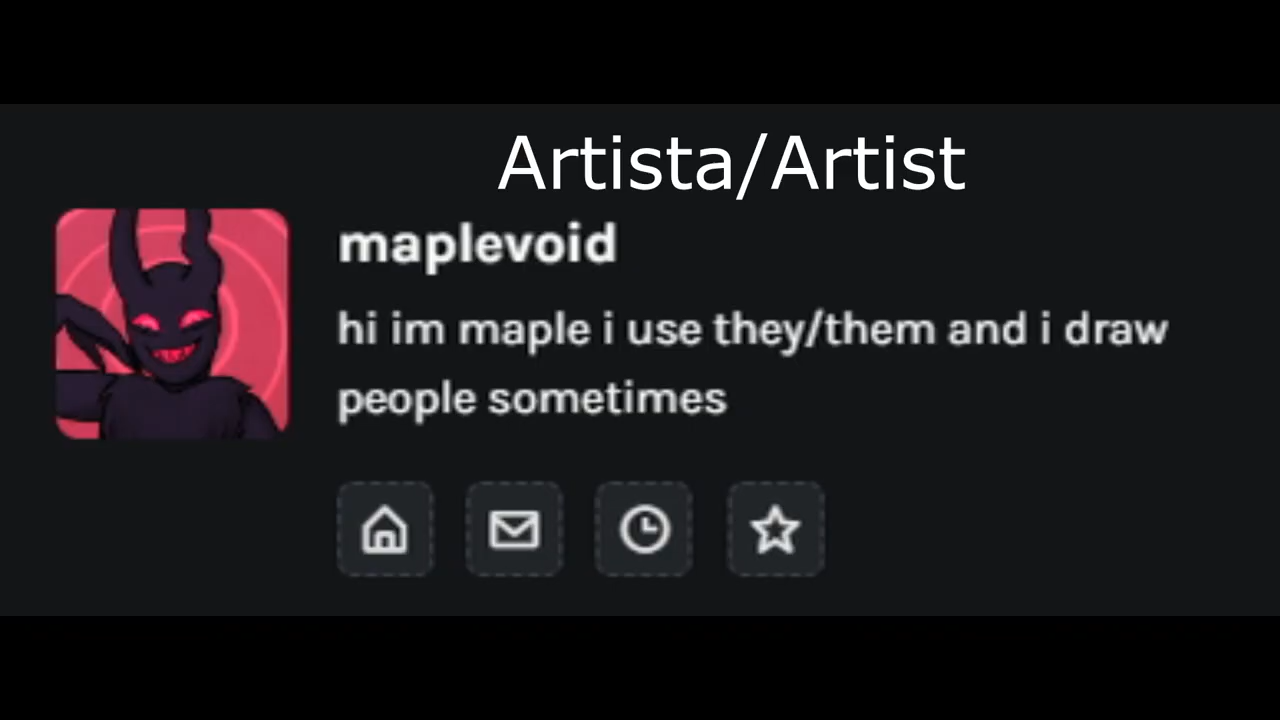 Artista/Artist
maplevoid
hi im maple i use they/them and i draw
people sometimes